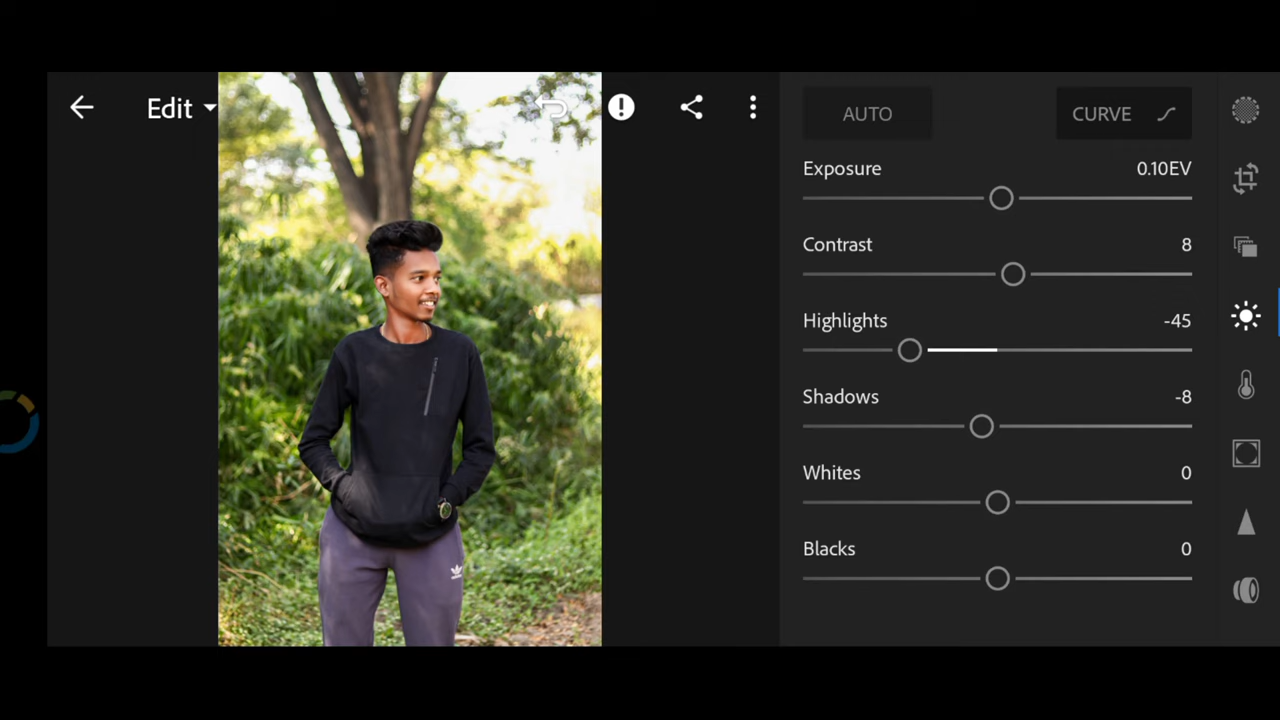 Edit
AUTO
CURVE
Exposure 0.10EV
Contrast 8
Highlights -45
Shadows -8
Whites 0
Blacks 0